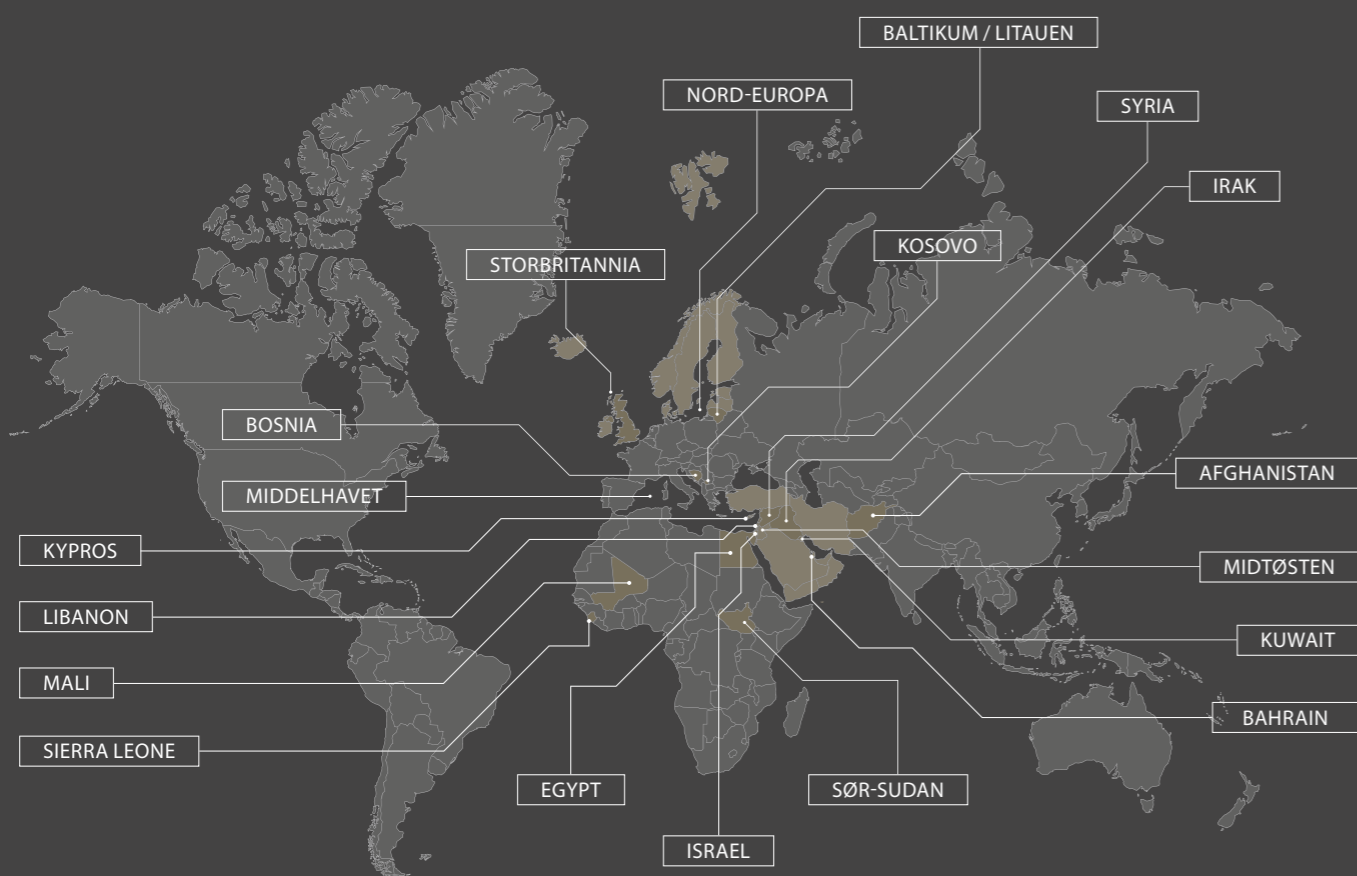 BALTIKUM / LITAUEN
NORD-EUROPA
SYRIA
IRAK
KOSOVO
STORBRITANNIA
BOSNIA
AFGHANISTAN
MIDDELHAVET
KYPROS
MIDTØSTEN
LIBANON
KUWAIT
MALI
BAHRAIN
SIERRA LEONE
EGYPT
SØR-SUDAN
ISRAEL